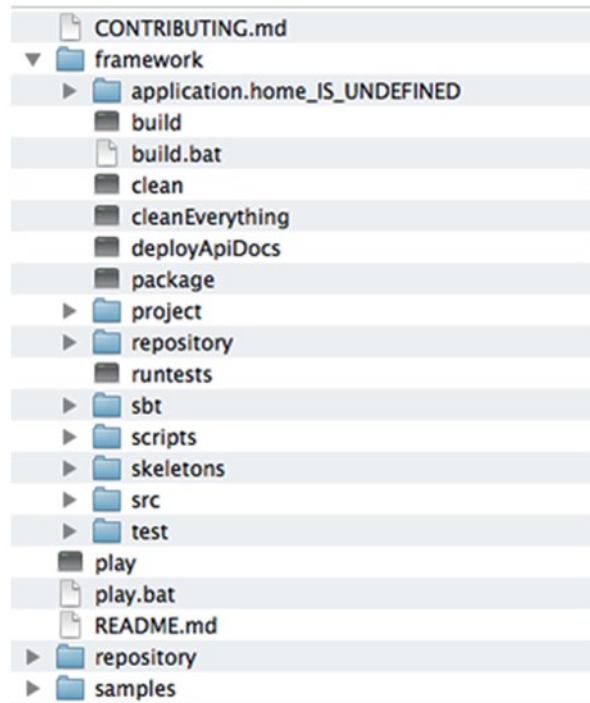 CONTRIBUTING.md
framework
application.home_IS_UNDEFINED
build
build.bat
clean
cleanEverything
deployApiDocs
package
project
repository
runtests
sbt
scripts
skeletons
src
test
play
play.bat
README.md
repository
samples